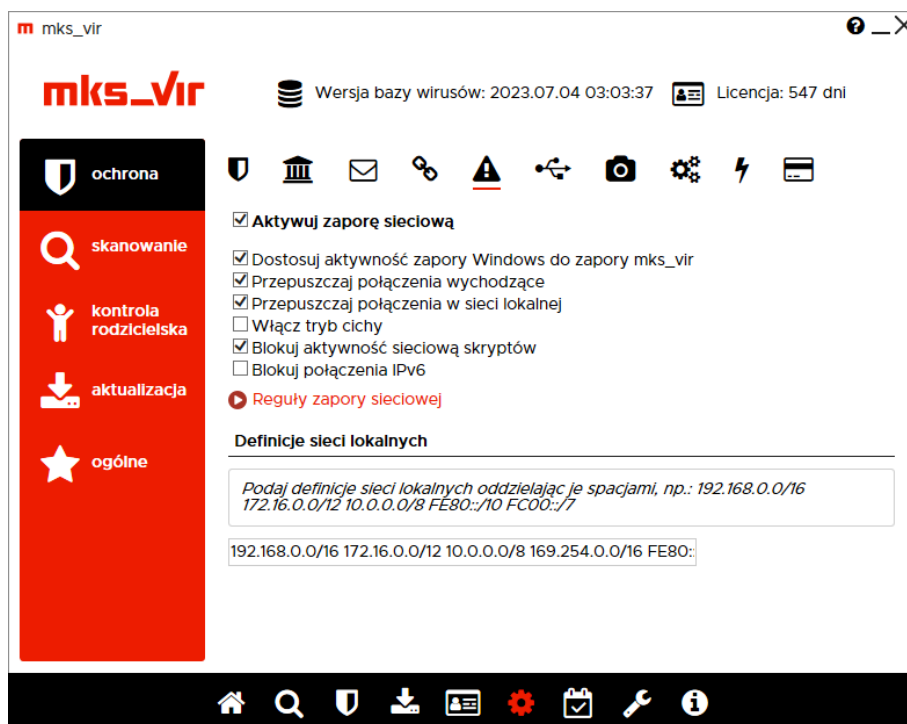 mks_vir
mks_vir
Wersja bazy wirusów: 2023.07.04 03:03:37
Licencja: 547 dni
ochrona
skanowanie
kontrola
rodzicielska
aktualizacja
ogólne
Aktywuj zaporę sieciową
Dostosuj aktywność zapory Windows do zapory mks_vir
Przepuszczaj połączenia wychodzące
Przepuszczaj połączenia w sieci lokalnej
Włącz tryb cichy
Blokuj aktywność sieciową skryptów
Blokuj połączenia IPv6
Reguły zapory sieciowej
Definicje sieci lokalnych
Podaj definicje sieci lokalnych oddzielając je spacjami, np.: 192.168.0.0/16
172.16.0.0/12 10.0.0.0/8 FE80::/10 FC00::/7
192.168.0.0/16 172.16.0.0/12 10.0.0.0/8 169.254.0.0/16 FE80::